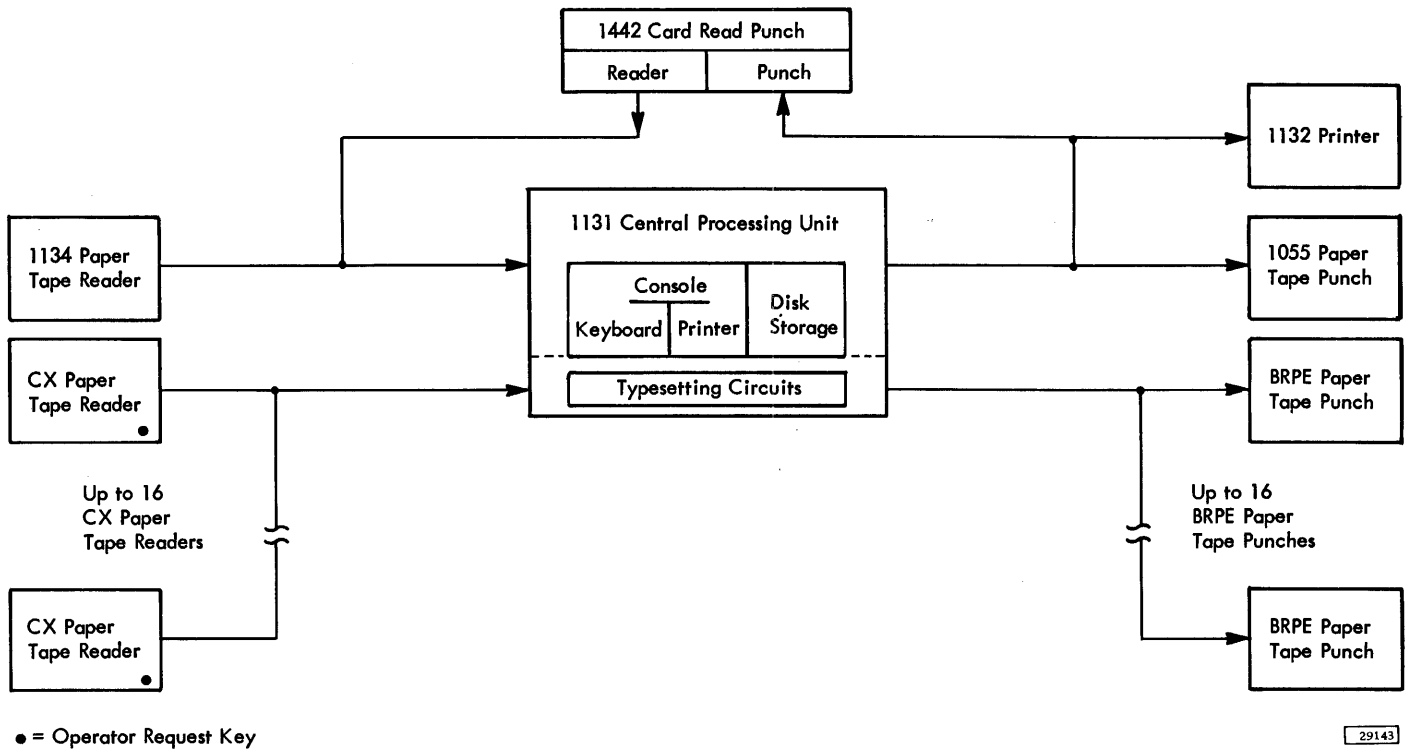 1442 Card Read Punch
Reader
Punch
1132 Printer
1134 Paper
Tape Reader
1131 Central Processing Unit
Console
Keyboard
Printer
Disk
Storage
Typesetting Circuits
1055 Paper
Tape Punch
CX Paper
Tape Reader
BRPE Paper
Tape Punch
Up to 16
CX Paper
Tape Readers
Up to 16
BRPE Paper
Tape Punches
CX Paper
Tape Reader
BRPE Paper
Tape Punch
● = Operator Request Key
29143